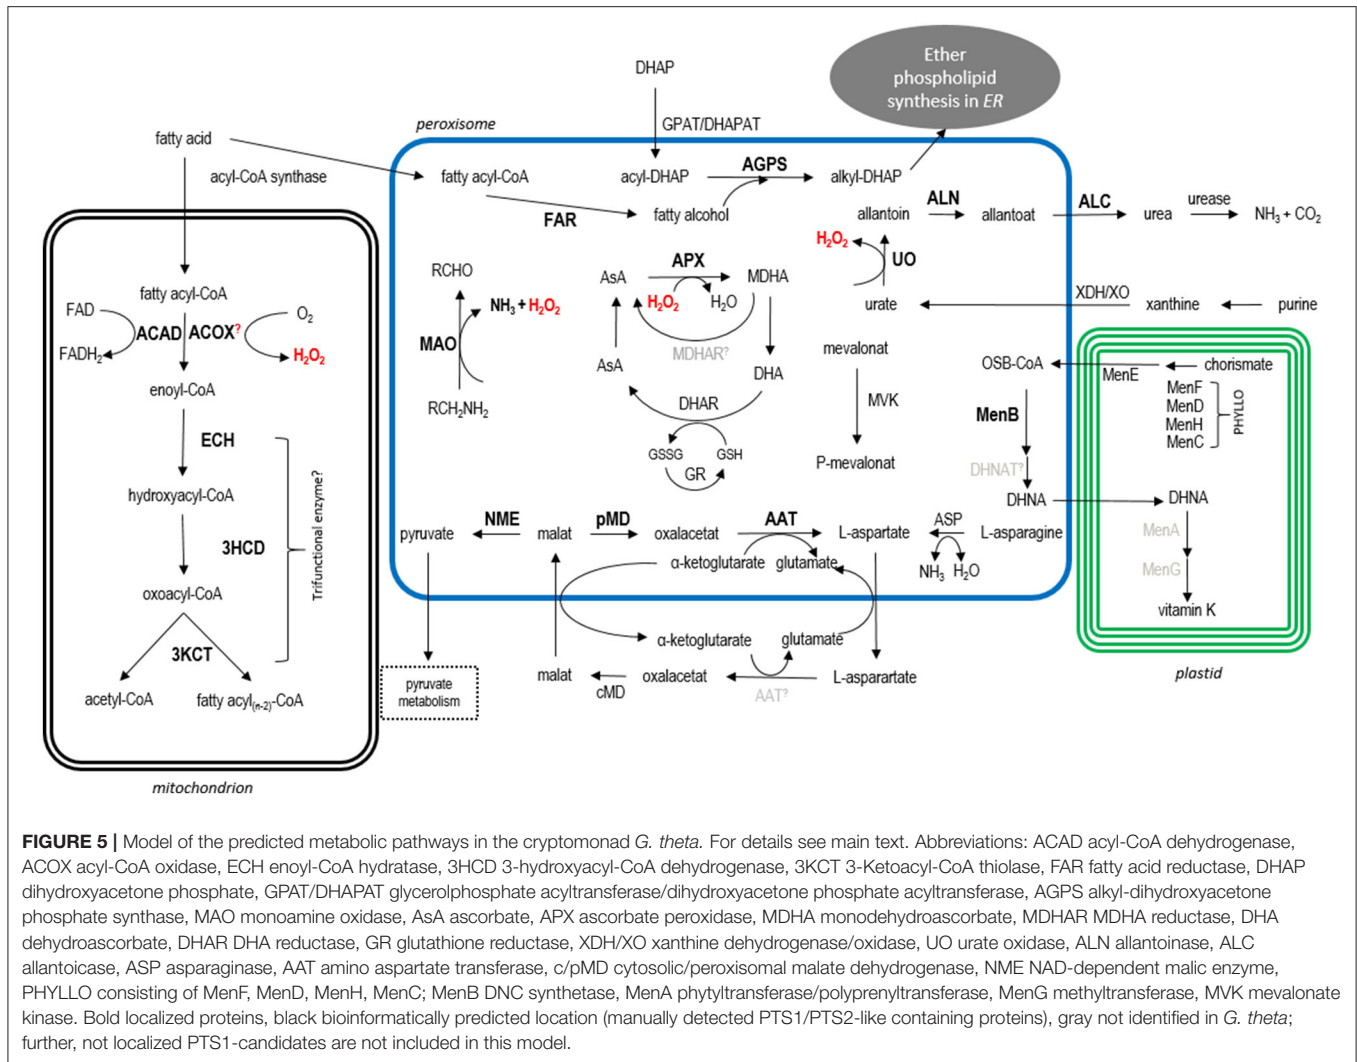 Ether
phospholipid
synthesis in ER
DHAP
peroxisome
GPAT/DHAPAT
fatty acid
acyl-CoA synthase
fatty acyl-CoA
acyl-DHAP
AGPS
alkyl-DHAP
FAR
fatty alcohol
allantoin
ALN
allantoat
ALC
urea
urease
NH₃ + CO₂
H₂O₂
UO
urate
XDH/XO
xanthine
purine
RCHO
NH₃ + H₂O₂
MAO
RCH₂NH₂
AsA
APX
MDHA
H₂O₂
H₂O
MDHAR?
AsA
DHA
DHAR
GSSG
GSH
GR
mevalonat
MVK
P-mevalonat
fatty acyl-CoA
FAD
FADH₂
ACAD
ACOX?
O₂
H₂O₂
enoyl-CoA
ECH
hydroxyacyl-CoA
3HCD
oxoacyl-CoA
3KCT
acetyl-CoA
fatty acyl₍ₙ₋₂₎-CoA
Trifunctional enzyme?
mitochondrion
OSB-CoA
MenE
chorismate
MenF
MenD
MenH
MenC
PHYLLO
MenB
DHNAT?
DHNA
DHNA
MenA
MenG
vitamin K
plastid
pyruvate
NME
malat
pMD
oxalacetat
AAT
L-aspartate
ASP
L-asparagine
α-ketoglutarate
glutamate
NH₃
H₂O
α-ketoglutarate
glutamate
malat
cMD
oxalacetat
AAT?
L-asparartate
pyruvate
metabolism
FIGURE 5 | Model of the predicted metabolic pathways in the cryptomonad G. theta. For details see main text. Abbreviations: ACAD acyl-CoA dehydrogenase,
ACOX acyl-CoA oxidase, ECH enoyl-CoA hydratase, 3HCD 3-hydroxyacyl-CoA dehydrogenase, 3KCT 3-Ketoacyl-CoA thiolase, FAR fatty acid reductase, DHAP
dihydroxyacetone phosphate, GPAT/DHAPAT glycerolphosphate acyltransferase/dihydroxyacetone phosphate acyltransferase, AGPS alkyl-dihydroxyacetone
phosphate synthase, MAO monoamine oxidase, AsA ascorbate, APX ascorbate peroxidase, MDHA monodehydroascorbate, MDHAR MDHA reductase, DHA
dehydroascorbate, DHAR DHA reductase, GR glutathione reductase, XDH/XO xanthine dehydrogenase/oxidase, UO urate oxidase, ALN allantoinase, ALC
allantoicase, ASP asparaginase, AAT amino aspartate transferase, c/pMD cytosolic/peroxisomal malate dehydrogenase, NME NAD-dependent malic enzyme,
PHYLLO consisting of MenF, MenD, MenH, MenC; MenB DNC synthetase, MenA phytyltransferase/polyprenyltransferase, MenG methyltransferase, MVK mevalonate
kinase. Bold localized proteins, black bioinformatically predicted location (manually detected PTS1/PTS2-like containing proteins), gray not identified in G. theta;
further, not localized PTS1-candidates are not included in this model.